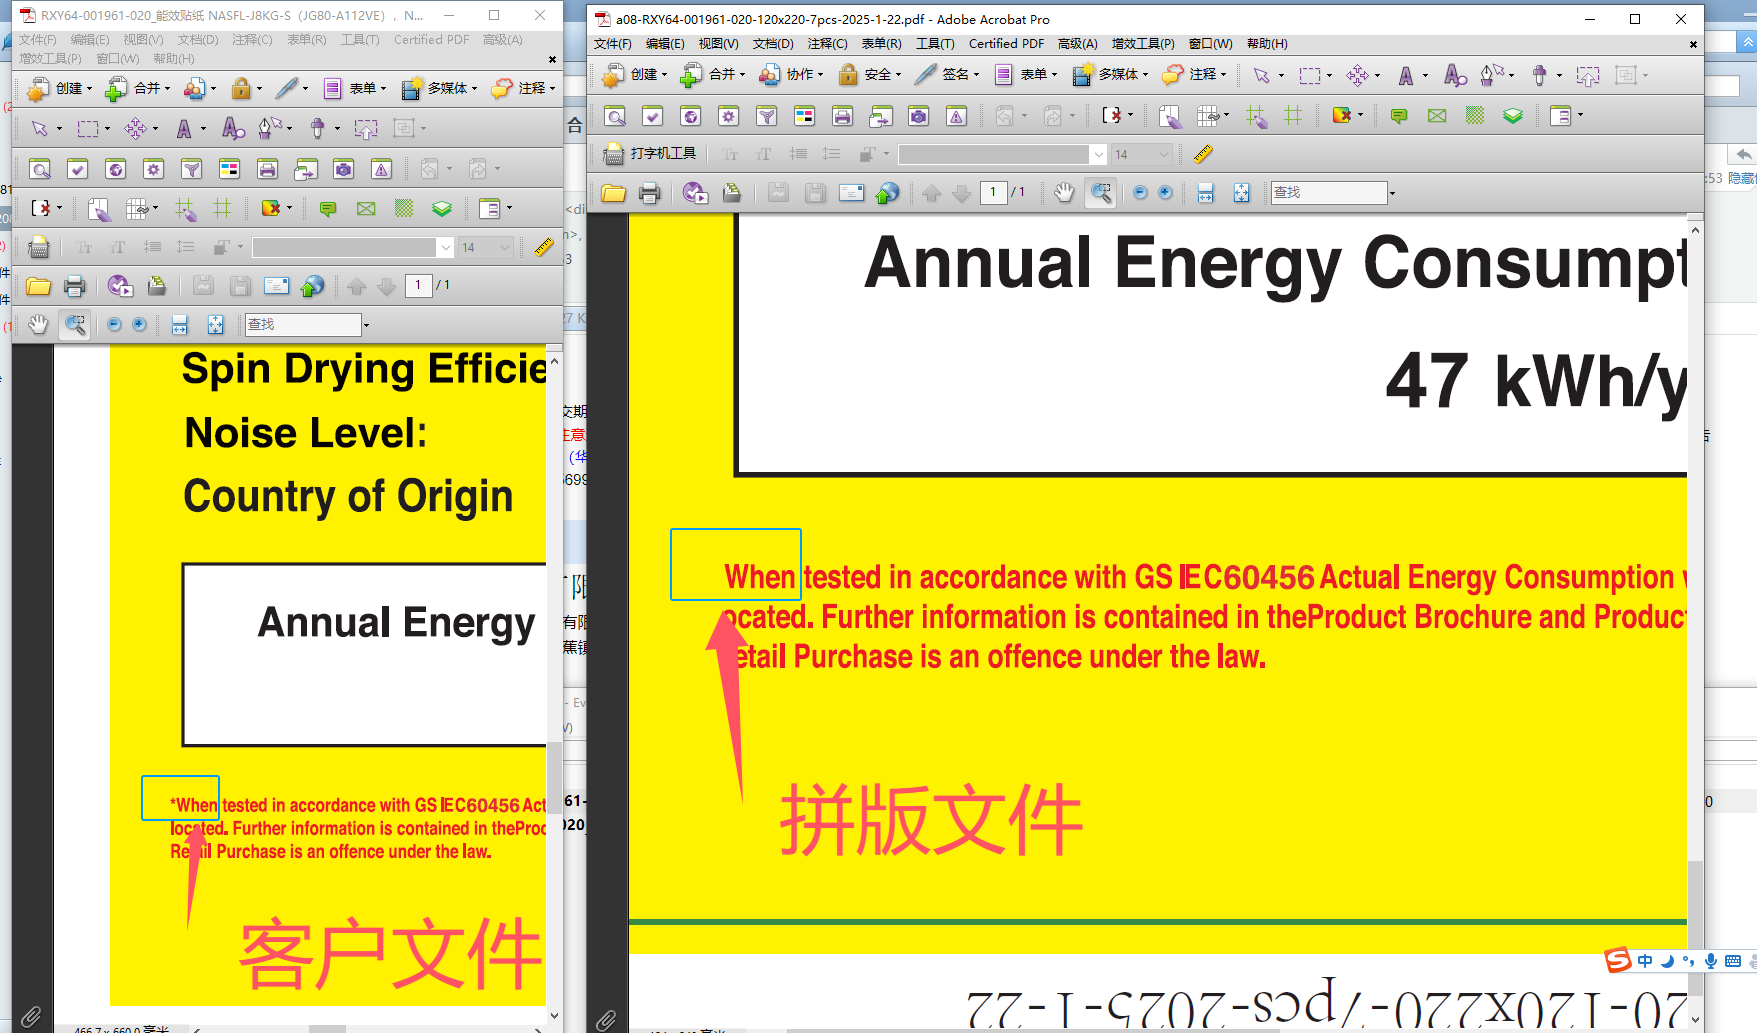 RXY64-001961-020_能效贴纸 NASFL-J8KG-S（JG80-A112VE）, N...
文件(F) 编辑(E) 视图(V) 文档(D) 注释(C) 表单(R) 工具(T) Certified PDF 高级(A)
增效工具(P) 窗口(W) 帮助(H)
创建 合并 表单 多媒体 注释
14
1 / 1
查找
Spin Drying Efficie
Noise Level:
Country of Origin
Annual Energy
*When tested in accordance with GS IEC60456 Act
located. Further information is contained in theProd
Retail Purchase is an offence under the law.
客户文件
466.7 x 660.0 毫米
a08-RXY64-001961-020-120x220-7pcs-2025-1-22.pdf - Adobe Acrobat Pro
文件(F) 编辑(E) 视图(V) 文档(D) 注释(C) 表单(R) 工具(T) Certified PDF 高级(A) 增效工具(P) 窗口(W) 帮助(H)
创建 合并 协作 安全 签名 表单 多媒体 注释
打字机工具 14
1 / 1 查找
Annual Energy Consumpt
47 kWh/y
When tested in accordance with GS IEC60456 Actual Energy Consumption
ocated. Further information is contained in theProduct Brochure and Product
etail Purchase is an offence under the law.
拼版文件
20-120x220-7pcs-2025-1-22
中
:53 隐藏